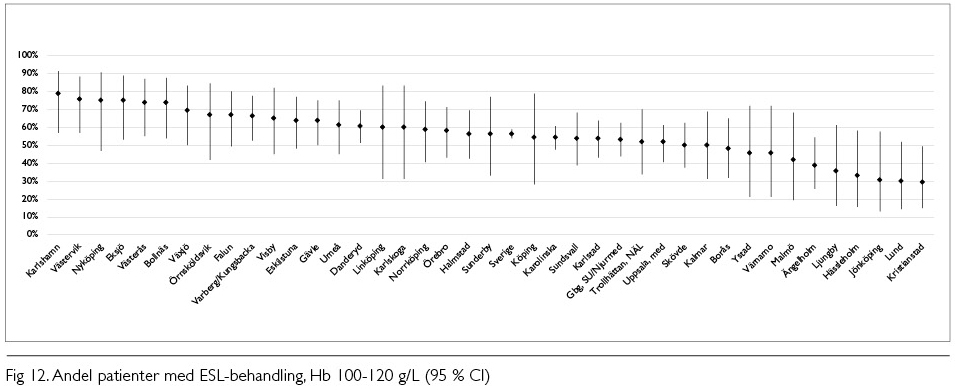 100%
90%
80%
70%
60%
50%
40%
30%
20%
10%
0%
Karlshamn
Västervik
Nyköping
Eksjö
Västerås
Bollnäs
Växjö
Örnsköldsvik
Falun
Varberg/Kungsbacka
Visby
Eskilstuna
Gävle
Umeå
Danderyd
Linköping
Karlskoga
Norrköping
Örebro
Halmstad
Sunderby
Sverige
Köping
Karolinska
Sundsvall
Karlstad
Gbg, SU/Njurmed
Trollhättan, NÄL
Uppsala, med
Skövde
Kalmar
Borås
Ystad
Värnamo
Malmö
Ängelholm
Ljungby
Hässleholm
Jönköping
Lund
Kristianstad
Fig 12. Andel patienter med ESL-behandling, Hb 100-120 g/L (95 % CI)